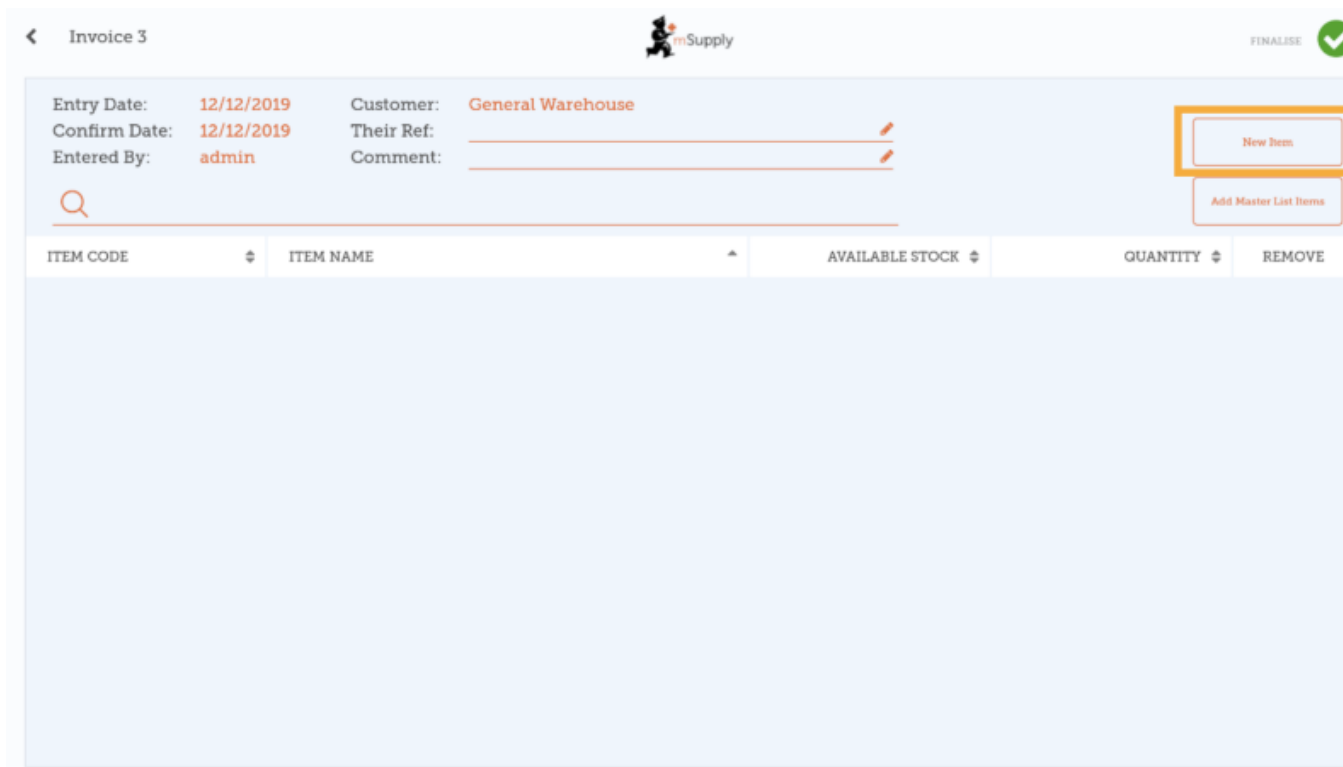 Invoice 3
mSupply
FINALISE
Entry Date: 12/12/2019 Customer: General Warehouse
Confirm Date: 12/12/2019 Their Ref:
Entered By: admin Comment:
New Item
Add Master List Items
ITEM CODE ITEM NAME AVAILABLE STOCK QUANTITY REMOVE